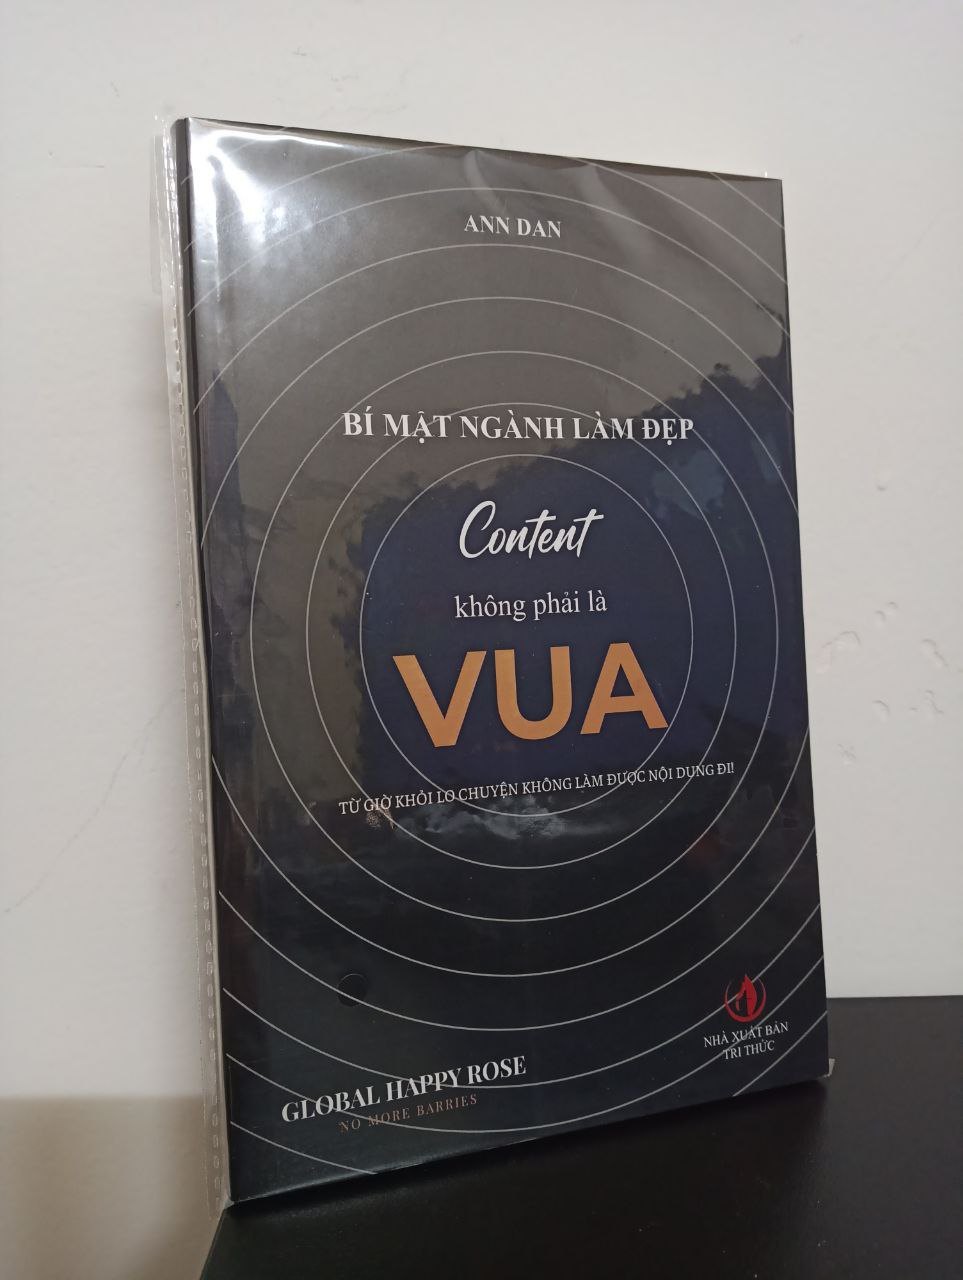 ANN DAN
BÍ MẬT NGÀNH LÀM ĐẸP
Content
không phải là
VUA
TỪ GIỜ KHỎI LO CHUYỆN KHÔNG LÀM ĐƯỢC NỘI DUNG ĐI!
GLOBAL HAPPY ROSE
NO MORE BARRIES
NHÀ XUẤT BẢN
TRI THỨC